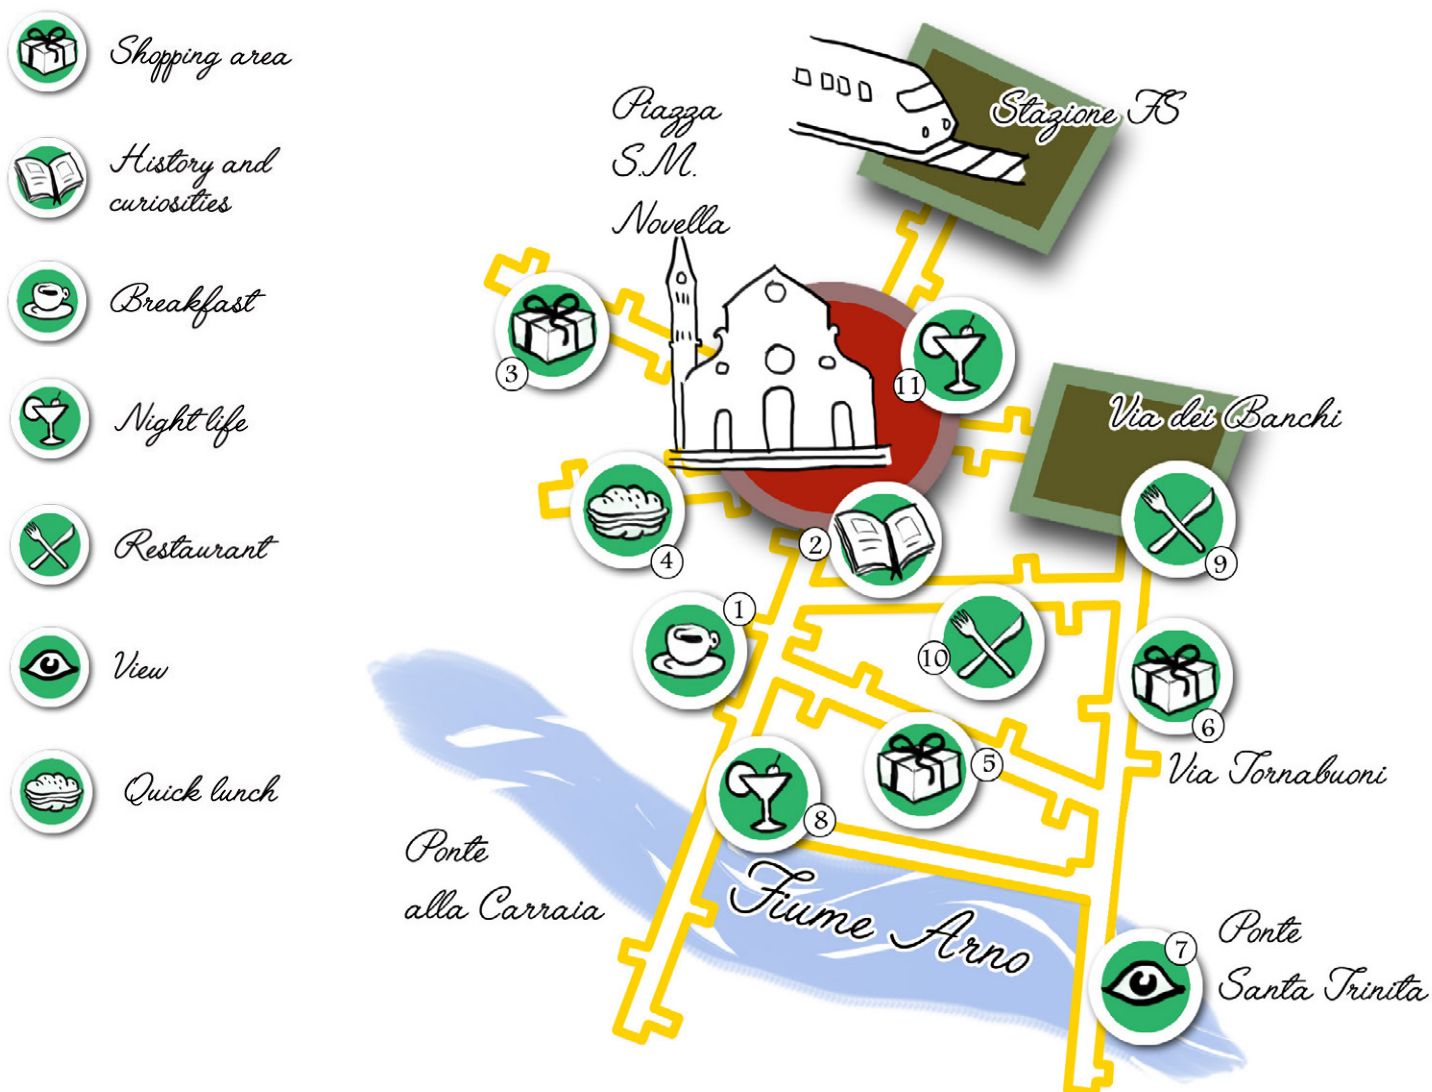 Shopping area
History and
curiosities
Breakfast
Night life
Restaurant
View
Quick lunch
Piazza
S.M.
Novella
Stazione FS
3
11
Via dei Banchi
4
2
9
1
10
6
5
Via Tornabuoni
8
Ponte
alla Carraia
Fiume Arno
7
Ponte
Santa Trinita